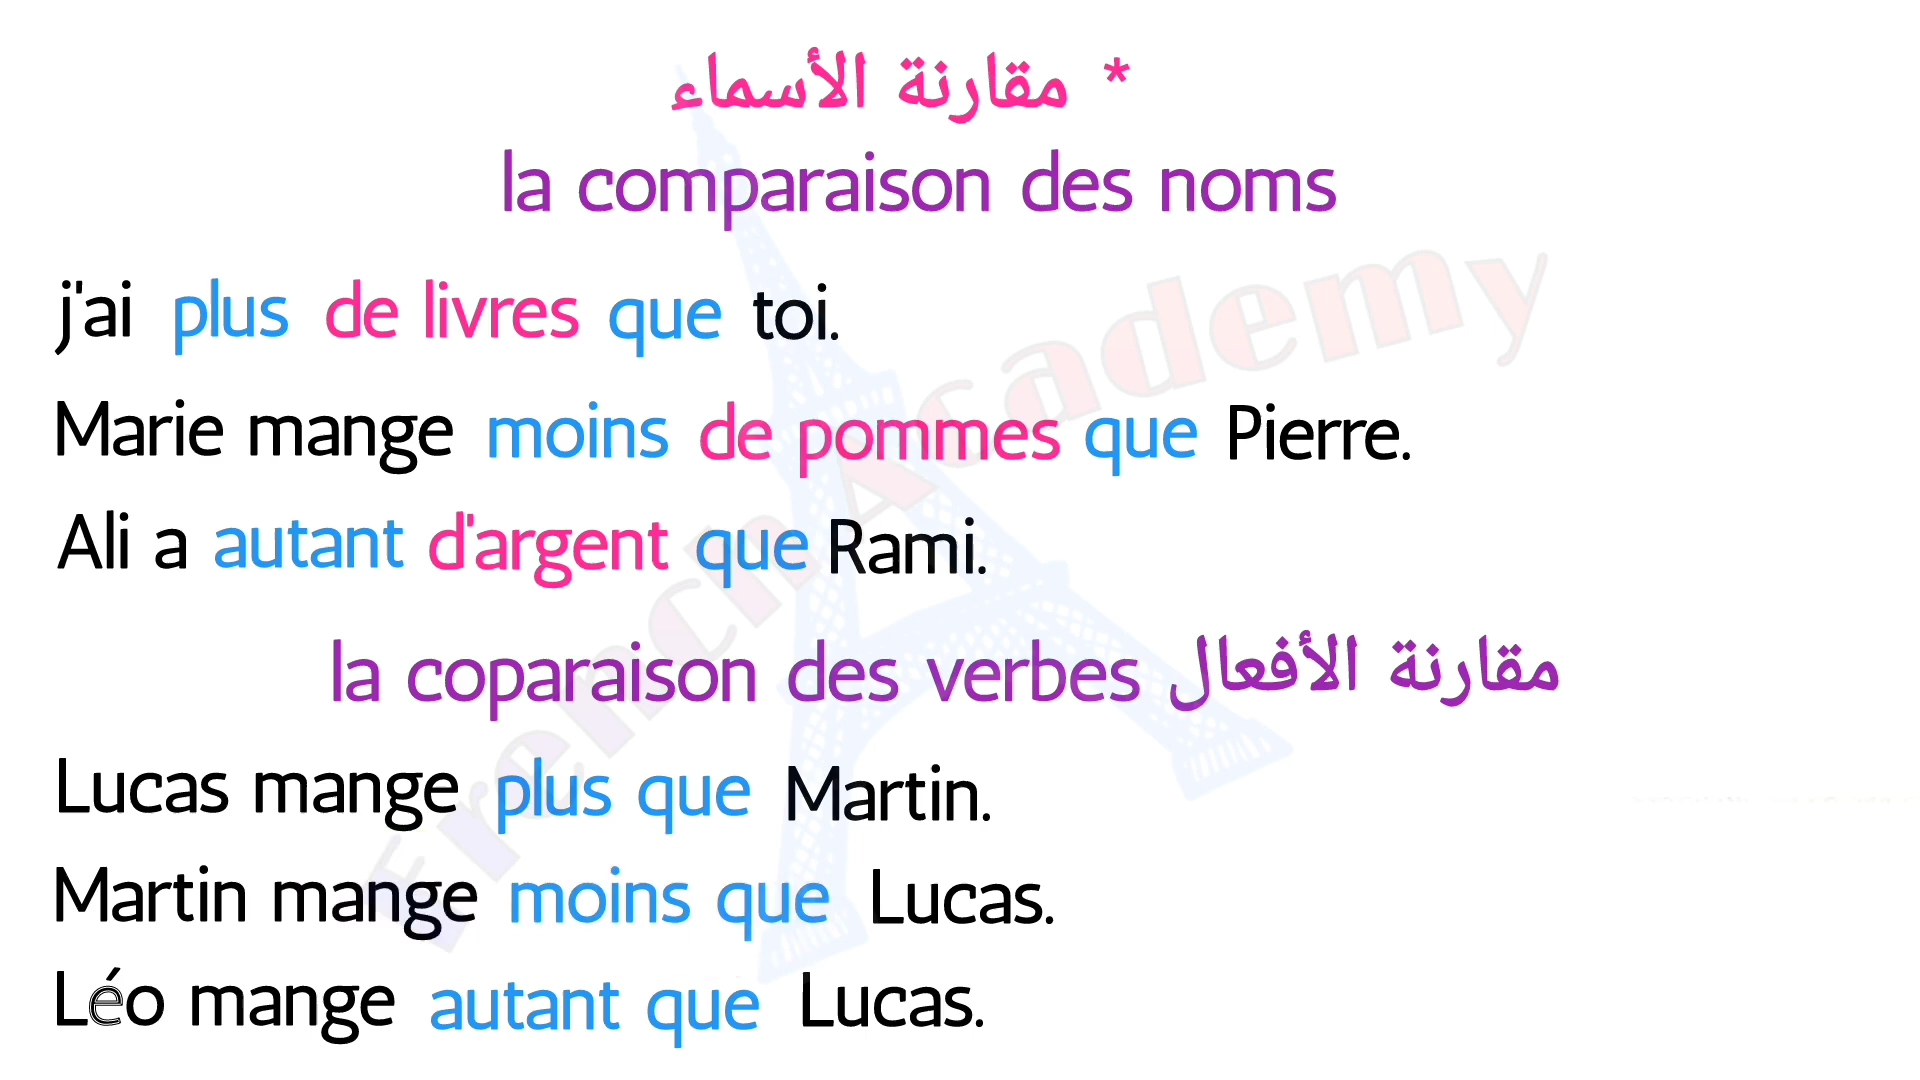 * مقارنة الأسماء
la comparaison des noms
j'ai plus de livres que toi.
Marie mange moins de pommes que Pierre.
Ali a autant d'argent que Rami.
la coparaison des verbes مقارنة الأفعال
Lucas mange plus que Martin.
Martin mange moins que Lucas.
Léo mange autant que Lucas.
French Academy